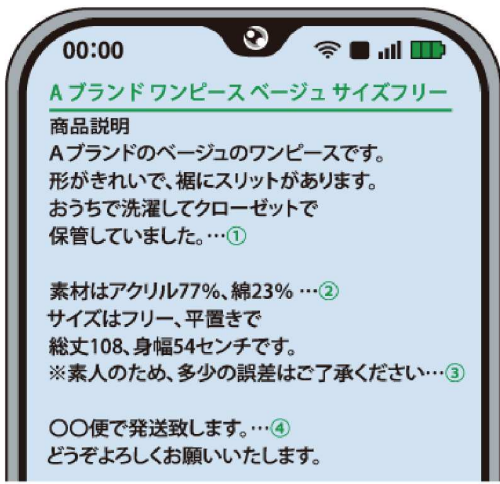 00:00
A ブランド ワンピース ベージュ サイズフリー
商品説明
Aブランドのベージュのワンピースです。
形がきれいで、裾にスリットがあります。
おうちで洗濯してクローゼットで
保管していました。…①
素材はアクリル77%、綿23% …②
サイズはフリー、平置きで
総丈108、身幅54センチです。
※素人のため、多少の誤差はご了承ください…③
〇〇便で発送致します。…④
どうぞよろしくお願いいたします。